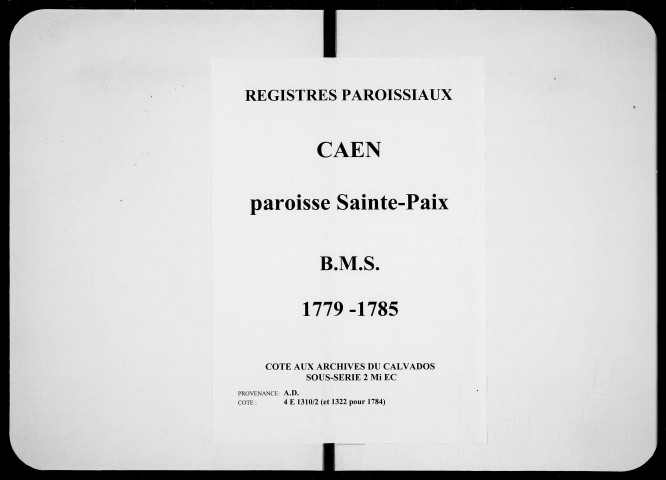 REGISTRES PAROISSIAUX
CAEN
paroisse Sainte-Paix
B.M.S.
1779 -1785
COTE AUX ARCHIVES DU CALVADOS
SOUS-SERIE 2 Mi EC
PROVENANCE: A.D.
COTE : 4 E 1310/2 (et 1322 pour 1784)